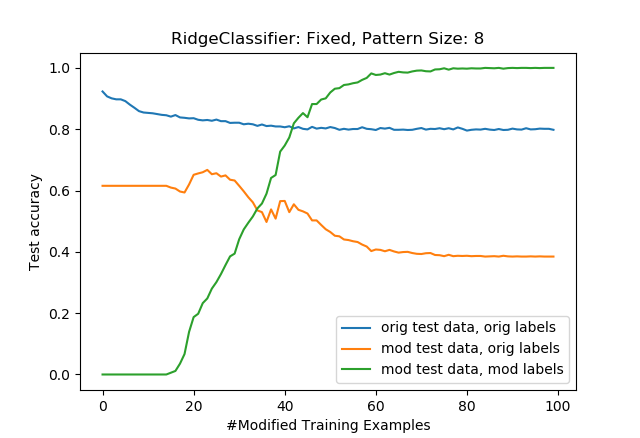 RidgeClassifier: Fixed, Pattern Size: 8
Test accuracy
1.0
0.8
0.6
0.4
0.2
0.0
orig test data, orig labels
mod test data, orig labels
mod test data, mod labels
0 20 40 60 80 100
#Modified Training Examples